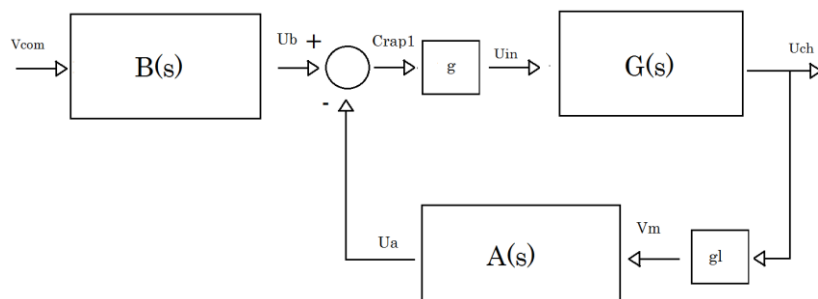 Vcom
B(s)
Ub
+
-
Crap1
g
Uin
G(s)
Uch
Ua
A(s)
Vm
gl